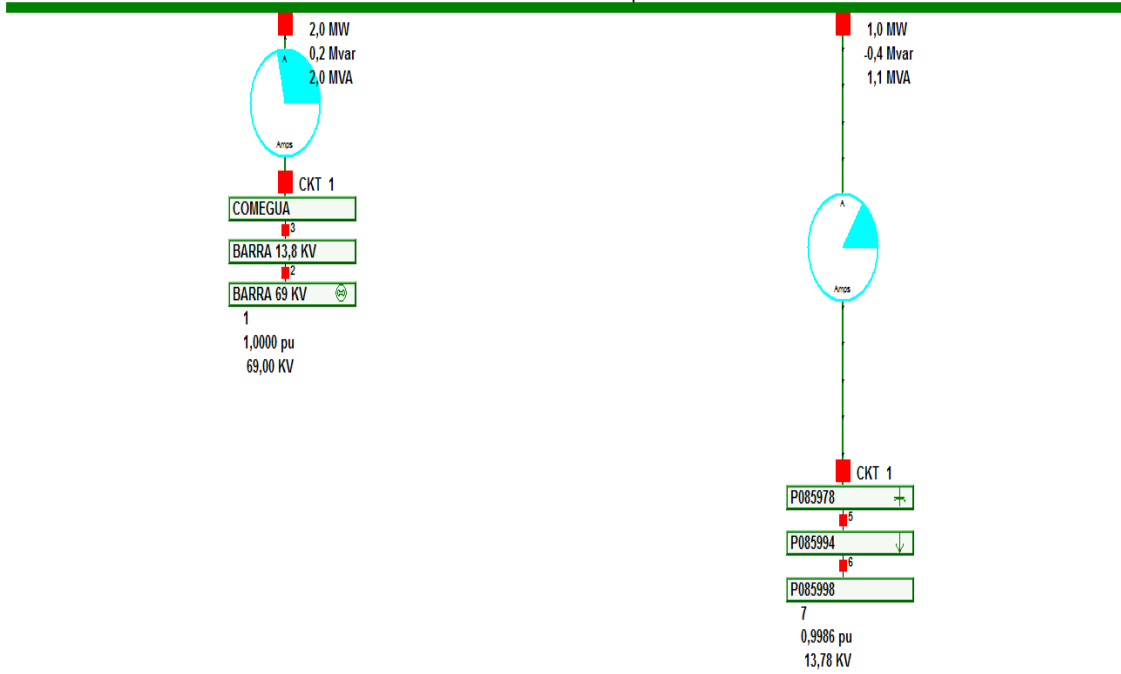 2,0 MW
0,2 Mvar
2,0 MVA
A
Amps
CKT 1
COMEGUA
3
BARRA 13,8 KV
2
BARRA 69 KV
1
1,0000 pu
69,00 KV
1,0 MW
-0,4 Mvar
1,1 MVA
A
Amps
CKT 1
P085978
5
P085994
6
P085998
7
0,9986 pu
13,78 KV